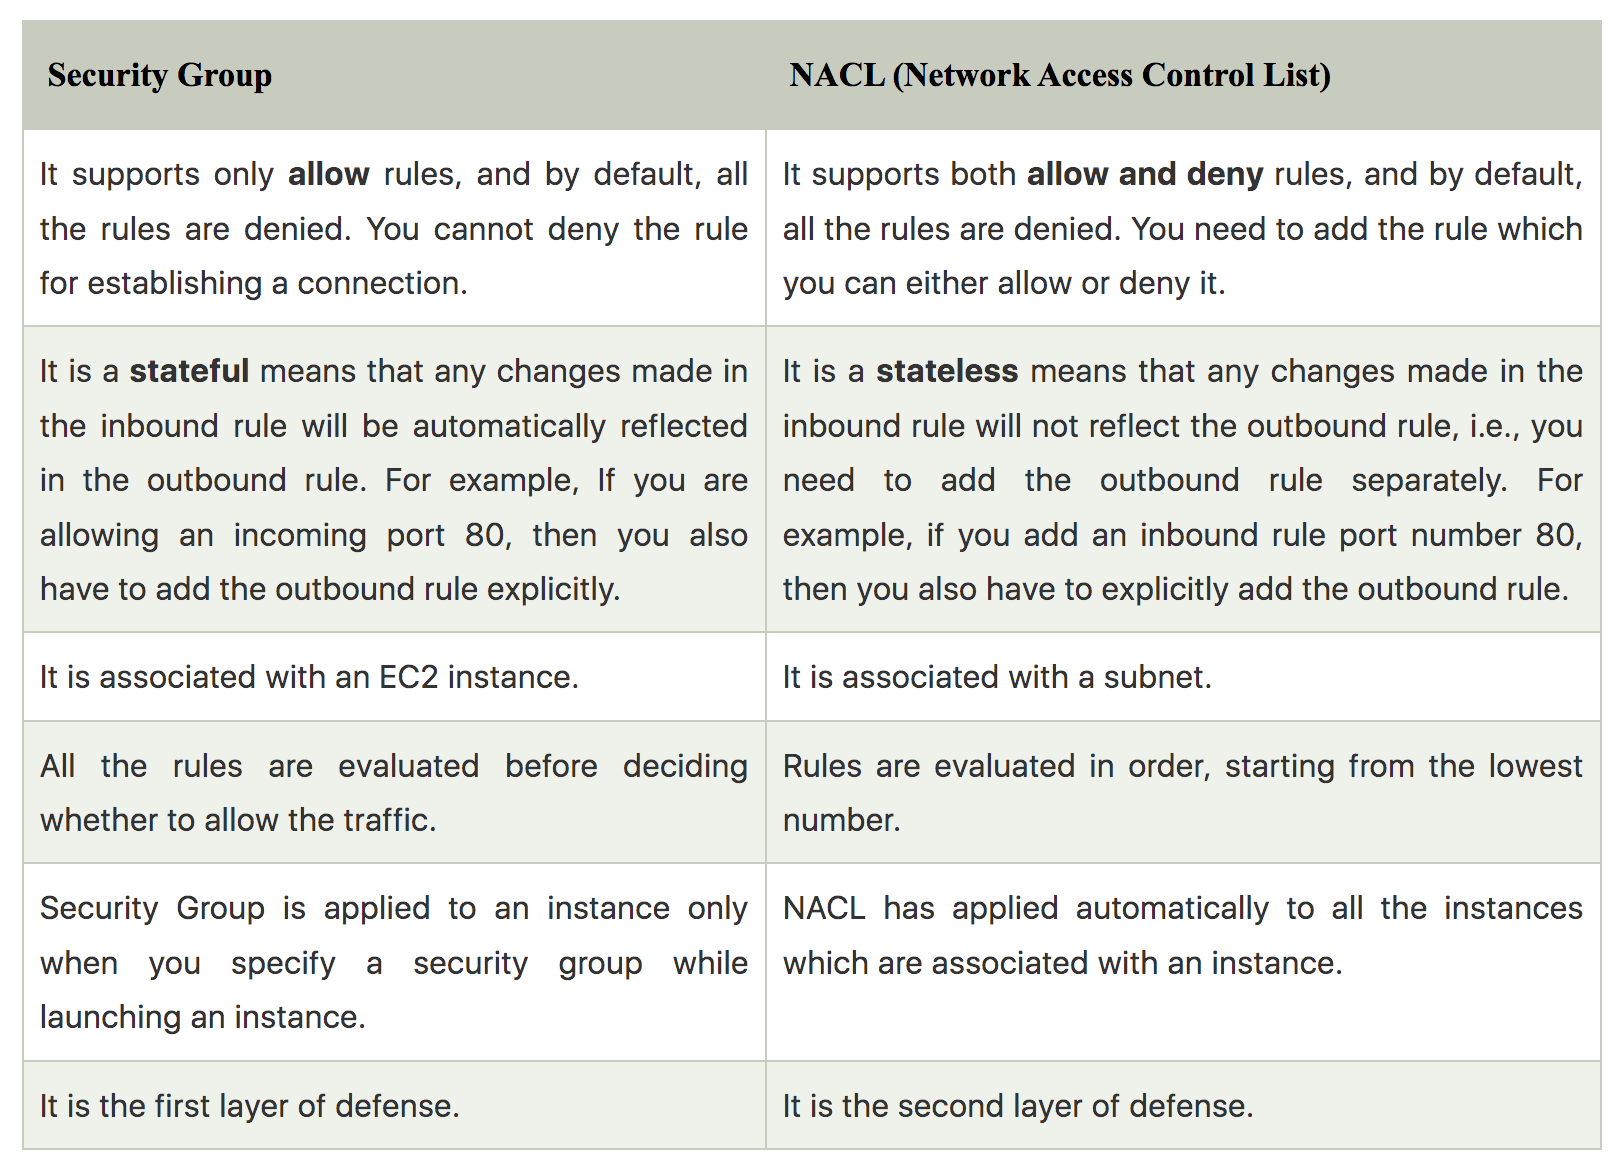 Security Group
NACL (Network Access Control List)
It supports only allow rules, and by default, all
the rules are denied. You cannot deny the rule
for establishing a connection.
It supports both allow and deny rules, and by default,
all the rules are denied. You need to add the rule which
you can either allow or deny it.
It is a stateful means that any changes made in
the inbound rule will be automatically reflected
in the outbound rule. For example, If you are
allowing an incoming port 80, then you also
have to add the outbound rule explicitly.
It is a stateless means that any changes made in the
inbound rule will not reflect the outbound rule, i.e., you
need to add the outbound rule separately. For
example, if you add an inbound rule port number 80,
then you also have to explicitly add the outbound rule.
It is associated with an EC2 instance.
It is associated with a subnet.
All the rules are evaluated before deciding
whether to allow the traffic.
Rules are evaluated in order, starting from the lowest
number.
Security Group is applied to an instance only
when you specify a security group while
launching an instance.
NACL has applied automatically to all the instances
which are associated with an instance.
It is the first layer of defense.
It is the second layer of defense.